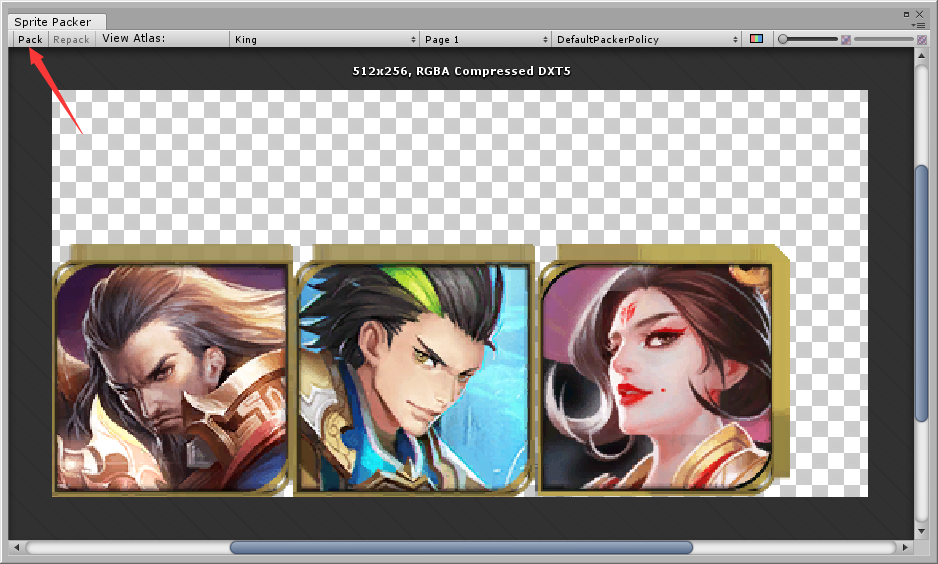 Sprite Packer
Pack Repack View Atlas: King Page 1 DefaultPackerPolicy
512x256, RGBA Compressed DXT5